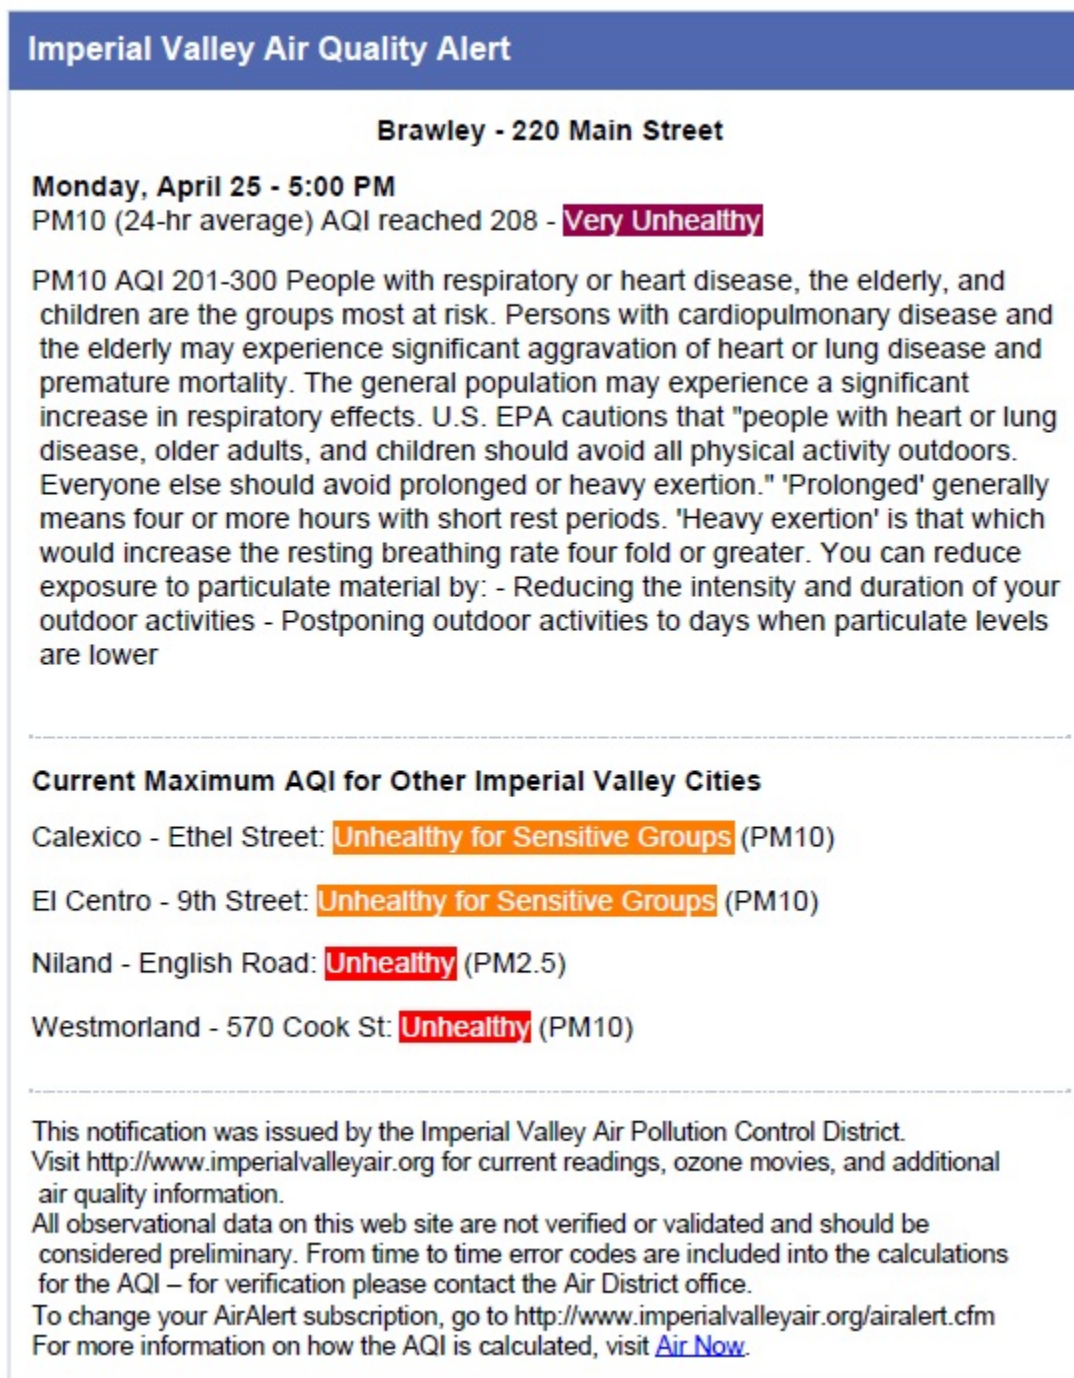 Imperial Valley Air Quality Alert
Brawley - 220 Main Street
Monday, April 25 - 5:00 PM
PM10 (24-hr average) AQI reached 208 - Very Unhealthy
PM10 AQI 201-300 People with respiratory or heart disease, the elderly, and
children are the groups most at risk. Persons with cardiopulmonary disease and
the elderly may experience significant aggravation of heart or lung disease and
premature mortality. The general population may experience a significant
increase in respiratory effects. U.S. EPA cautions that "people with heart or lung
disease, older adults, and children should avoid all physical activity outdoors.
Everyone else should avoid prolonged or heavy exertion." 'Prolonged' generally
means four or more hours with short rest periods. 'Heavy exertion' is that which
would increase the resting breathing rate four fold or greater. You can reduce
exposure to particulate material by: - Reducing the intensity and duration of your
outdoor activities - Postponing outdoor activities to days when particulate levels
are lower
Current Maximum AQI for Other Imperial Valley Cities
Calexico - Ethel Street: Unhealthy for Sensitive Groups (PM10)
El Centro - 9th Street: Unhealthy for Sensitive Groups (PM10)
Niland - English Road: Unhealthy (PM2.5)
Westmorland - 570 Cook St: Unhealthy (PM10)
This notification was issued by the Imperial Valley Air Pollution Control District.
Visit http://www.imperialvalleyair.org for current readings, ozone movies, and additional
air quality information.
All observational data on this web site are not verified or validated and should be
considered preliminary. From time to time error codes are included into the calculations
for the AQI – for verification please contact the Air District office.
To change your AirAlert subscription, go to http://www.imperialvalleyair.org/airalert.cfm
For more information on how the AQI is calculated, visit Air Now.